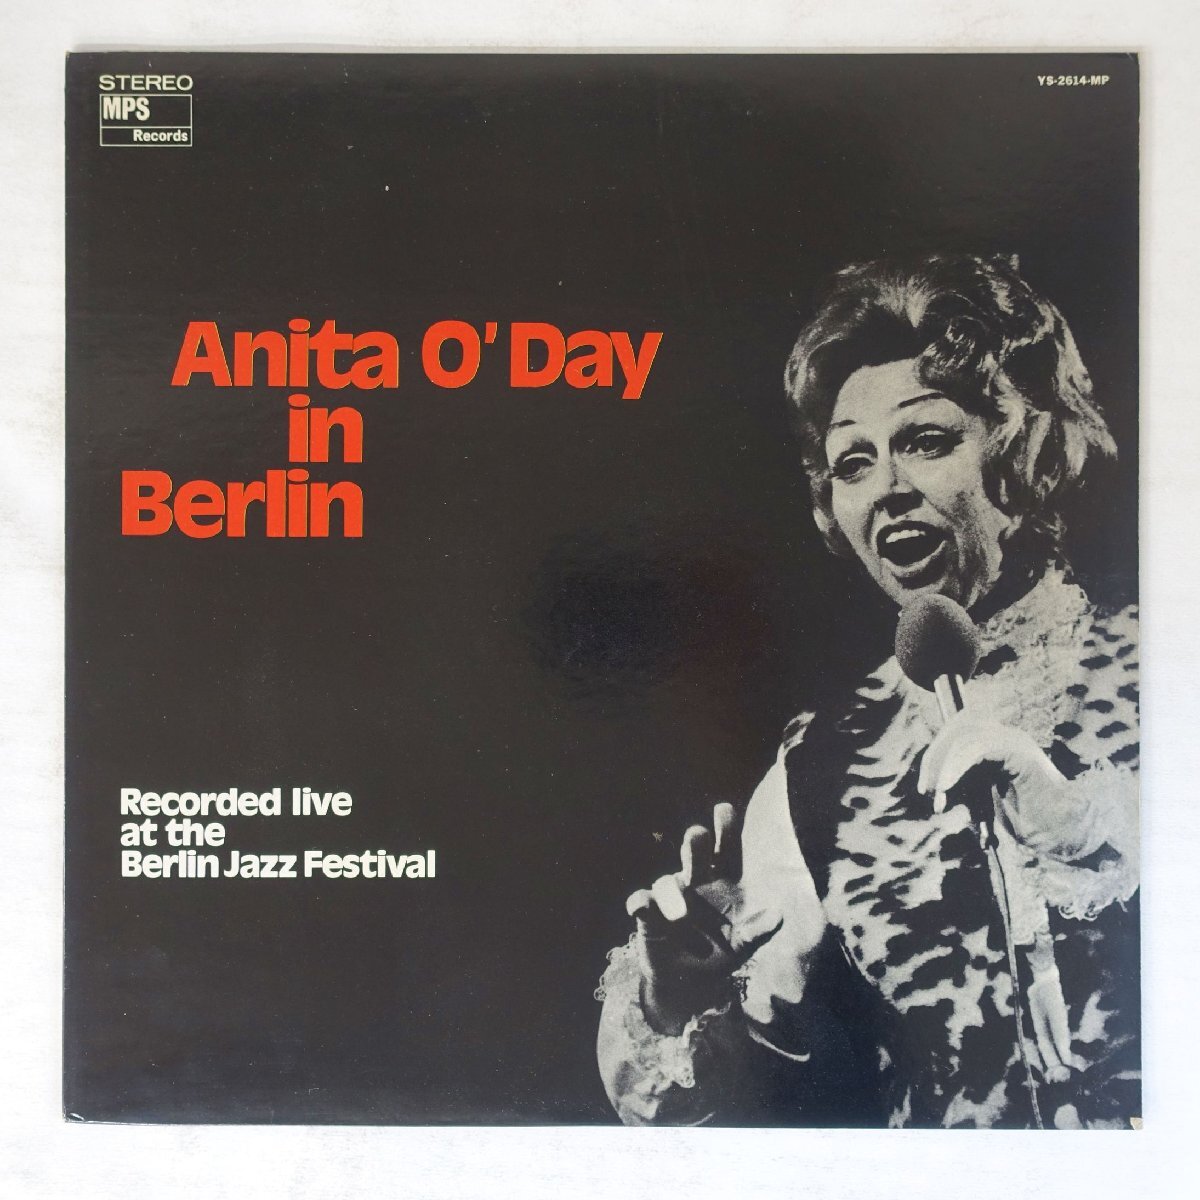 STEREO
MPS
Records
YS-2614-MP
Anita O'Day
in
Berlin
Recorded live
at the
Berlin Jazz Festival